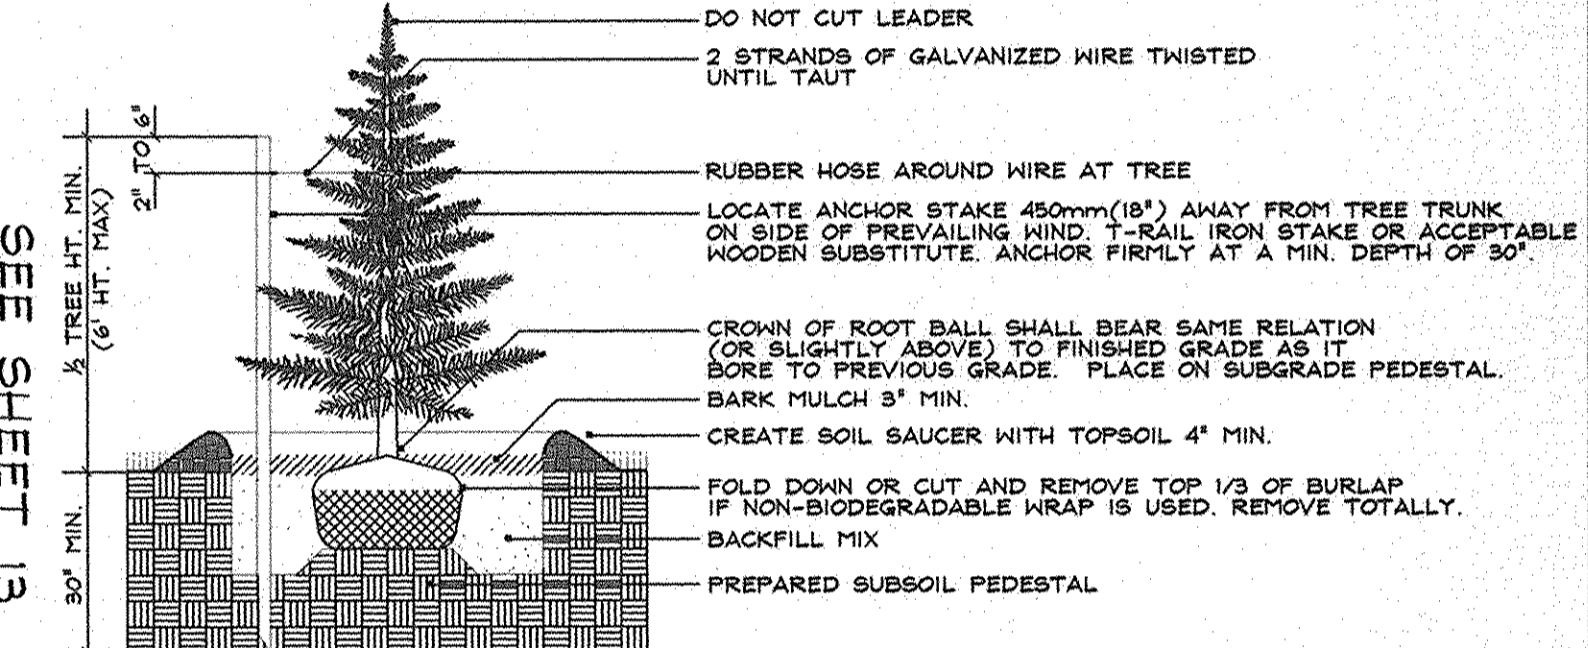 DO NOT CUT LEADER
2 STRANDS OF GALVANIZED WIRE TWISTED
UNTIL TAUT
RUBBER HOSE AROUND WIRE AT TREE
LOCATE ANCHOR STAKE 450mm(18") AWAY FROM TREE TRUNK
ON SIDE OF PREVAILING WIND. T-RAIL IRON STAKE OR ACCEPTABLE
WOODEN SUBSTITUTE. ANCHOR FIRMLY AT A MIN. DEPTH OF 30".
CROWN OF ROOT BALL SHALL BEAR SAME RELATION
(OR SLIGHTLY ABOVE) TO FINISHED GRADE AS IT
BORE TO PREVIOUS GRADE. PLACE ON SUBGRADE PEDESTAL.
BARK MULCH 3" MIN.
CREATE SOIL SAUCER WITH TOPSOIL 4" MIN.
FOLD DOWN OR CUT AND REMOVE TOP 1/3 OF BURLAP
IF NON-BIODEGRADABLE WRAP IS USED. REMOVE TOTALLY.
BACKFILL MIX
PREPARED SUBSOIL PEDESTAL
2" TO 6"
½ TREE HT. MIN.
(6' HT. MAX)
30" MIN.
SEE SHEET 13